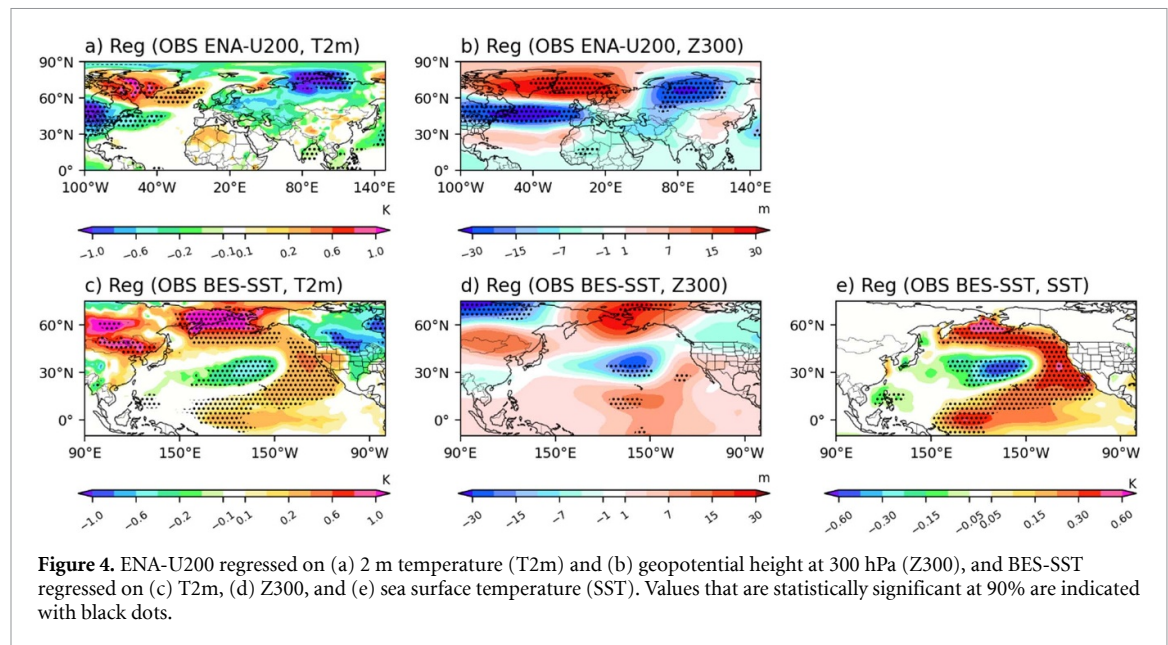 a) Reg (OBS ENA-U200, T2m)
b) Reg (OBS ENA-U200, Z300)
90°N
60°N
30°N
0°
100°W 40°W 20°E 80°E 140°E
K
−1.0 −0.6 −0.2 −0.1 0.1 0.2 0.6 1.0
90°N
60°N
30°N
0°
100°W 40°W 20°E 80°E 140°E
m
−30 −15 −7 −1 1 7 15 30
c) Reg (OBS BES-SST, T2m)
d) Reg (OBS BES-SST, Z300)
e) Reg (OBS BES-SST, SST)
60°N
30°N
0°
90°E 150°E 150°W 90°W
K
−1.0 −0.6 −0.2 −0.1 0.1 0.2 0.6 1.0
60°N
30°N
0°
90°E 150°E 150°W 90°W
m
−30 −15 −7 −1 1 7 15 30
60°N
30°N
0°
90°E 150°E 150°W 90°W
K
−0.60 −0.30 −0.15 −0.05 0.05 0.15 0.30 0.60
Figure 4. ENA-U200 regressed on (a) 2 m temperature (T2m) and (b) geopotential height at 300 hPa (Z300), and BES-SST
regressed on (c) T2m, (d) Z300, and (e) sea surface temperature (SST). Values that are statistically significant at 90% are indicated
with black dots.